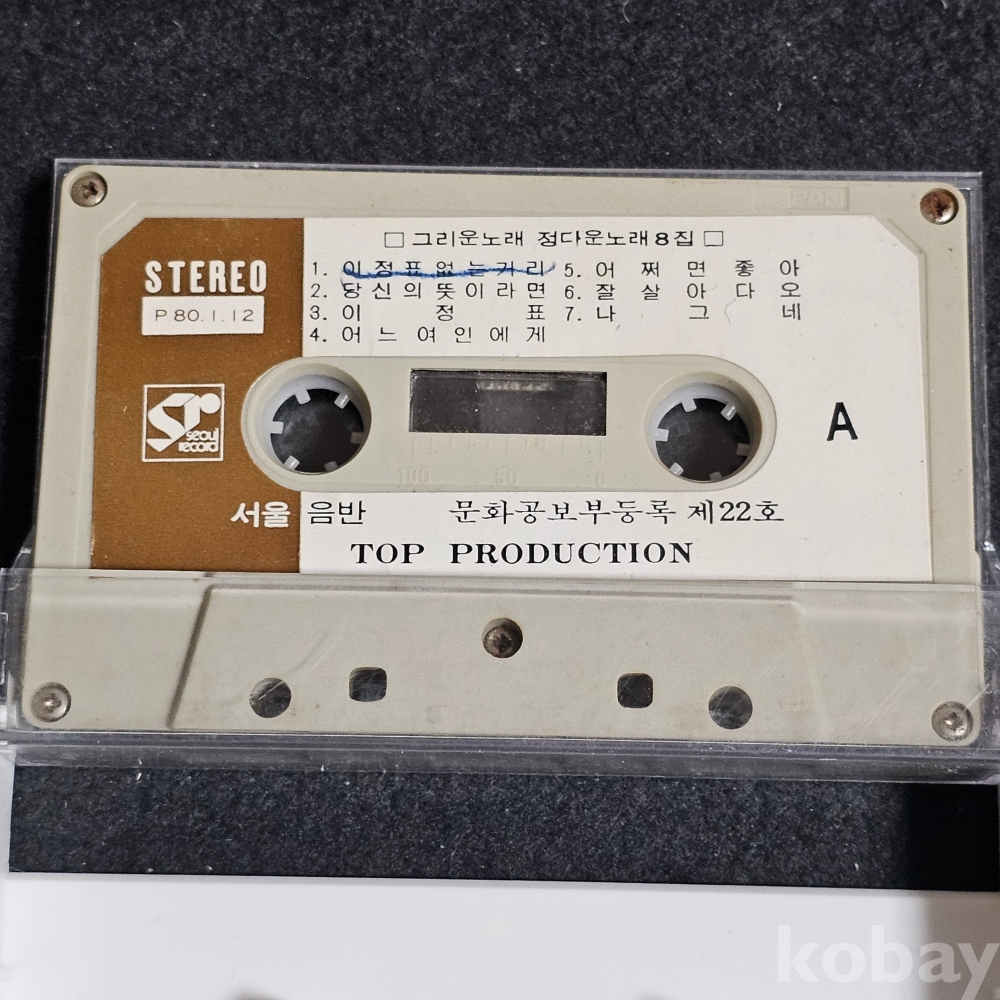 □ 그리운노래 정다운노래8집 □
STEREO
P 80.1.12
1. 이정표없는거리 5. 어쩌면좋아
2. 당신의뜻이라면 6. 잘살아다오
3. 이정표 7. 나그네
4. 어느여인에게
Sr
seoul
record
A
100 50 0
서울 음반 문화공보부등록 제22호
TOP PRODUCTION
kobay